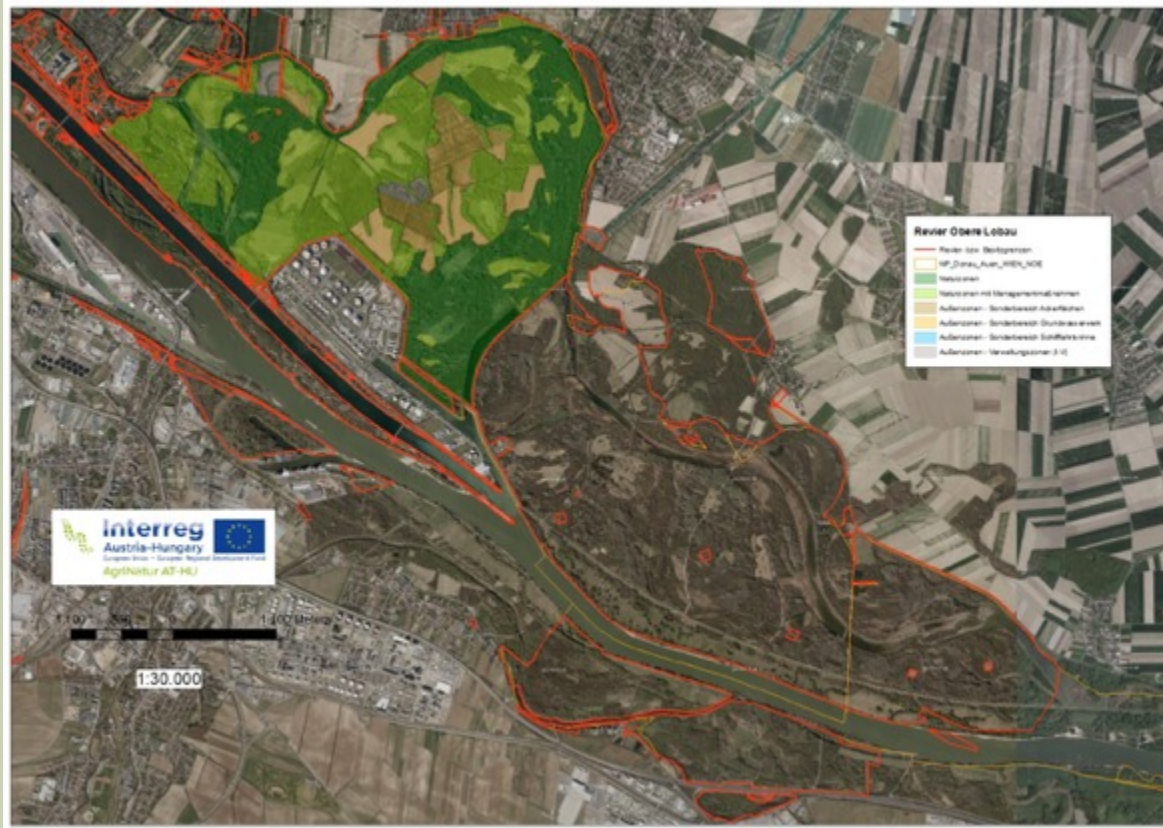 Revier Obere Lobau
Revier- bzw. Besitzgrenzen
NP_Donau_Auen_WIEN_NOE
Naturzonen
Naturzonen mit Managementmaßnahmen
Außenzonen - Sonderbereich Ackerflächen
Außenzonen - Sonderbereich Grundwasserwerk
Außenzonen - Sonderbereich Schifffahrtsrinne
Außenzonen - Verwaltungszonen
Interreg
Austria-Hungary
European Union – European Regional Development Fund
AgriNatur AT-HU
1:30.000